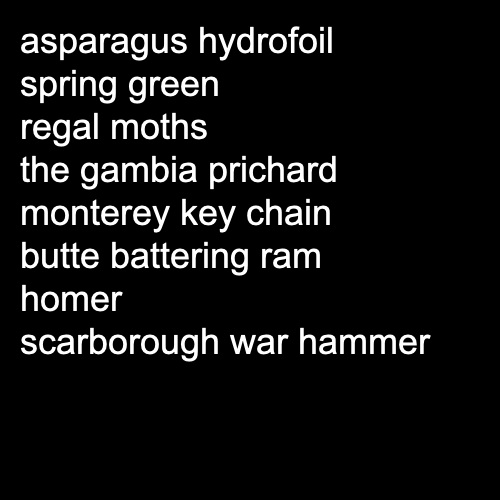 asparagus hydrofoil
spring green
regal moths
the gambia prichard
monterey key chain
butte battering ram
homer
scarborough war hammer